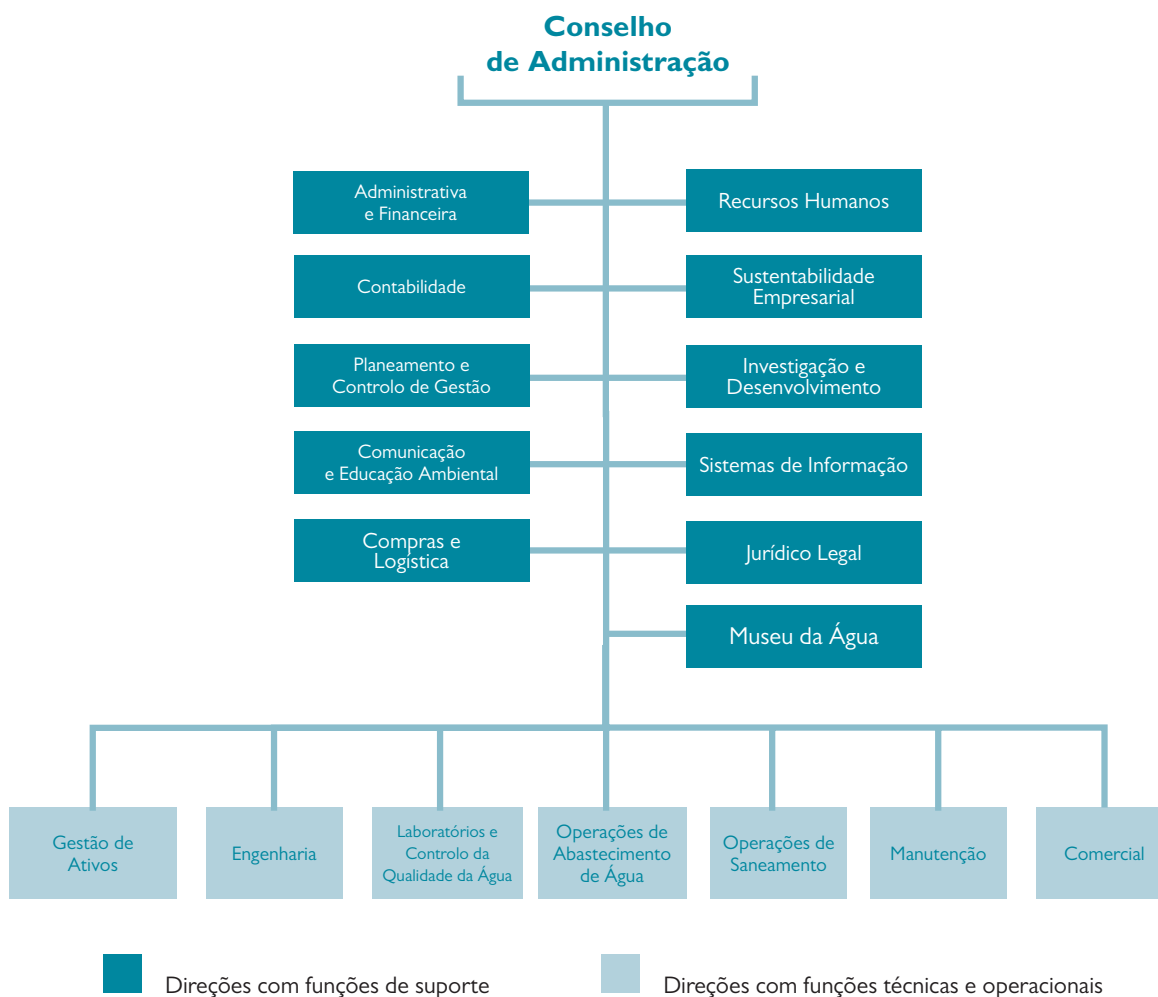 Conselho
de Administração
Administrativa
e Financeira
Recursos Humanos
Contabilidade
Sustentabilidade
Empresarial
Planeamento e
Controlo de Gestão
Investigação e
Desenvolvimento
Comunicação
e Educação Ambiental
Sistemas de Informação
Compras e
Logística
Jurídico Legal
Museu da Água
Gestão de
Ativos
Engenharia
Laboratórios e
Controlo da
Qualidade da Água
Operações de
Abastecimento
de Água
Operações de
Saneamento
Manutenção
Comercial
Direções com funções de suporte
Direções com funções técnicas e operacionais